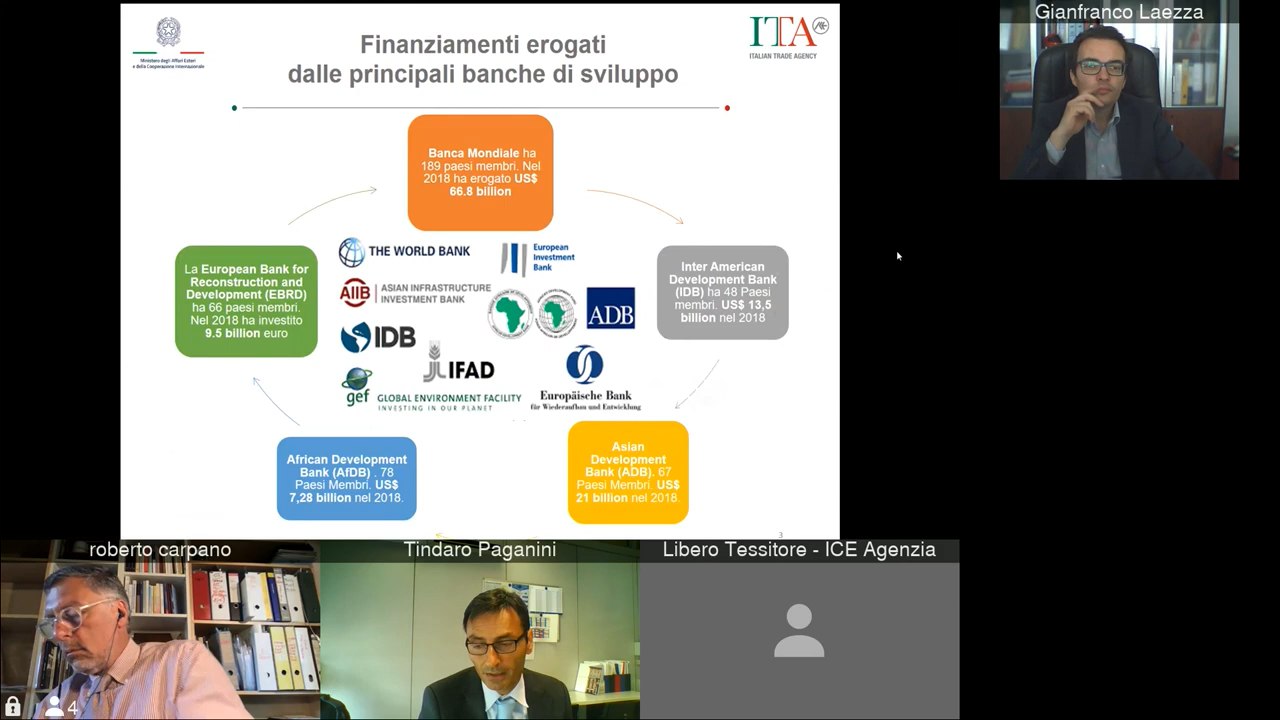 Gianfranco Laezza
Ministero degli Affari Esteri
e della Cooperazione Internazionale
ITA
ITALIAN TRADE AGENCY
Finanziamenti erogati
dalle principali banche di sviluppo
Banca Mondiale ha
189 paesi membri. Nel
2018 ha erogato US$
66.8 billion
La European Bank for
Reconstruction and
Development (EBRD)
ha 66 paesi membri.
Nel 2018 ha investito
9.5 billion euro
THE WORLD BANK
European
Investment
Bank
AIIB ASIAN INFRASTRUCTURE
INVESTMENT BANK
ADB
IDB
IFAD
gef GLOBAL ENVIRONMENT FACILITY
INVESTING IN OUR PLANET
Europäische Bank
für Wiederaufbau und Entwicklung
Inter American
Development Bank
(IDB) ha 48 Paesi
membri. US$ 13,5
billion nel 2018
African Development
Bank (AfDB) . 78
Paesi Membri. US$
7,28 billion nel 2018.
Asian
Development
Bank (ADB). 67
Paesi Membri. US$
21 billion nel 2018.
3
roberto carpano
Tindaro Paganini
Libero Tessitore - ICE Agenzia
4